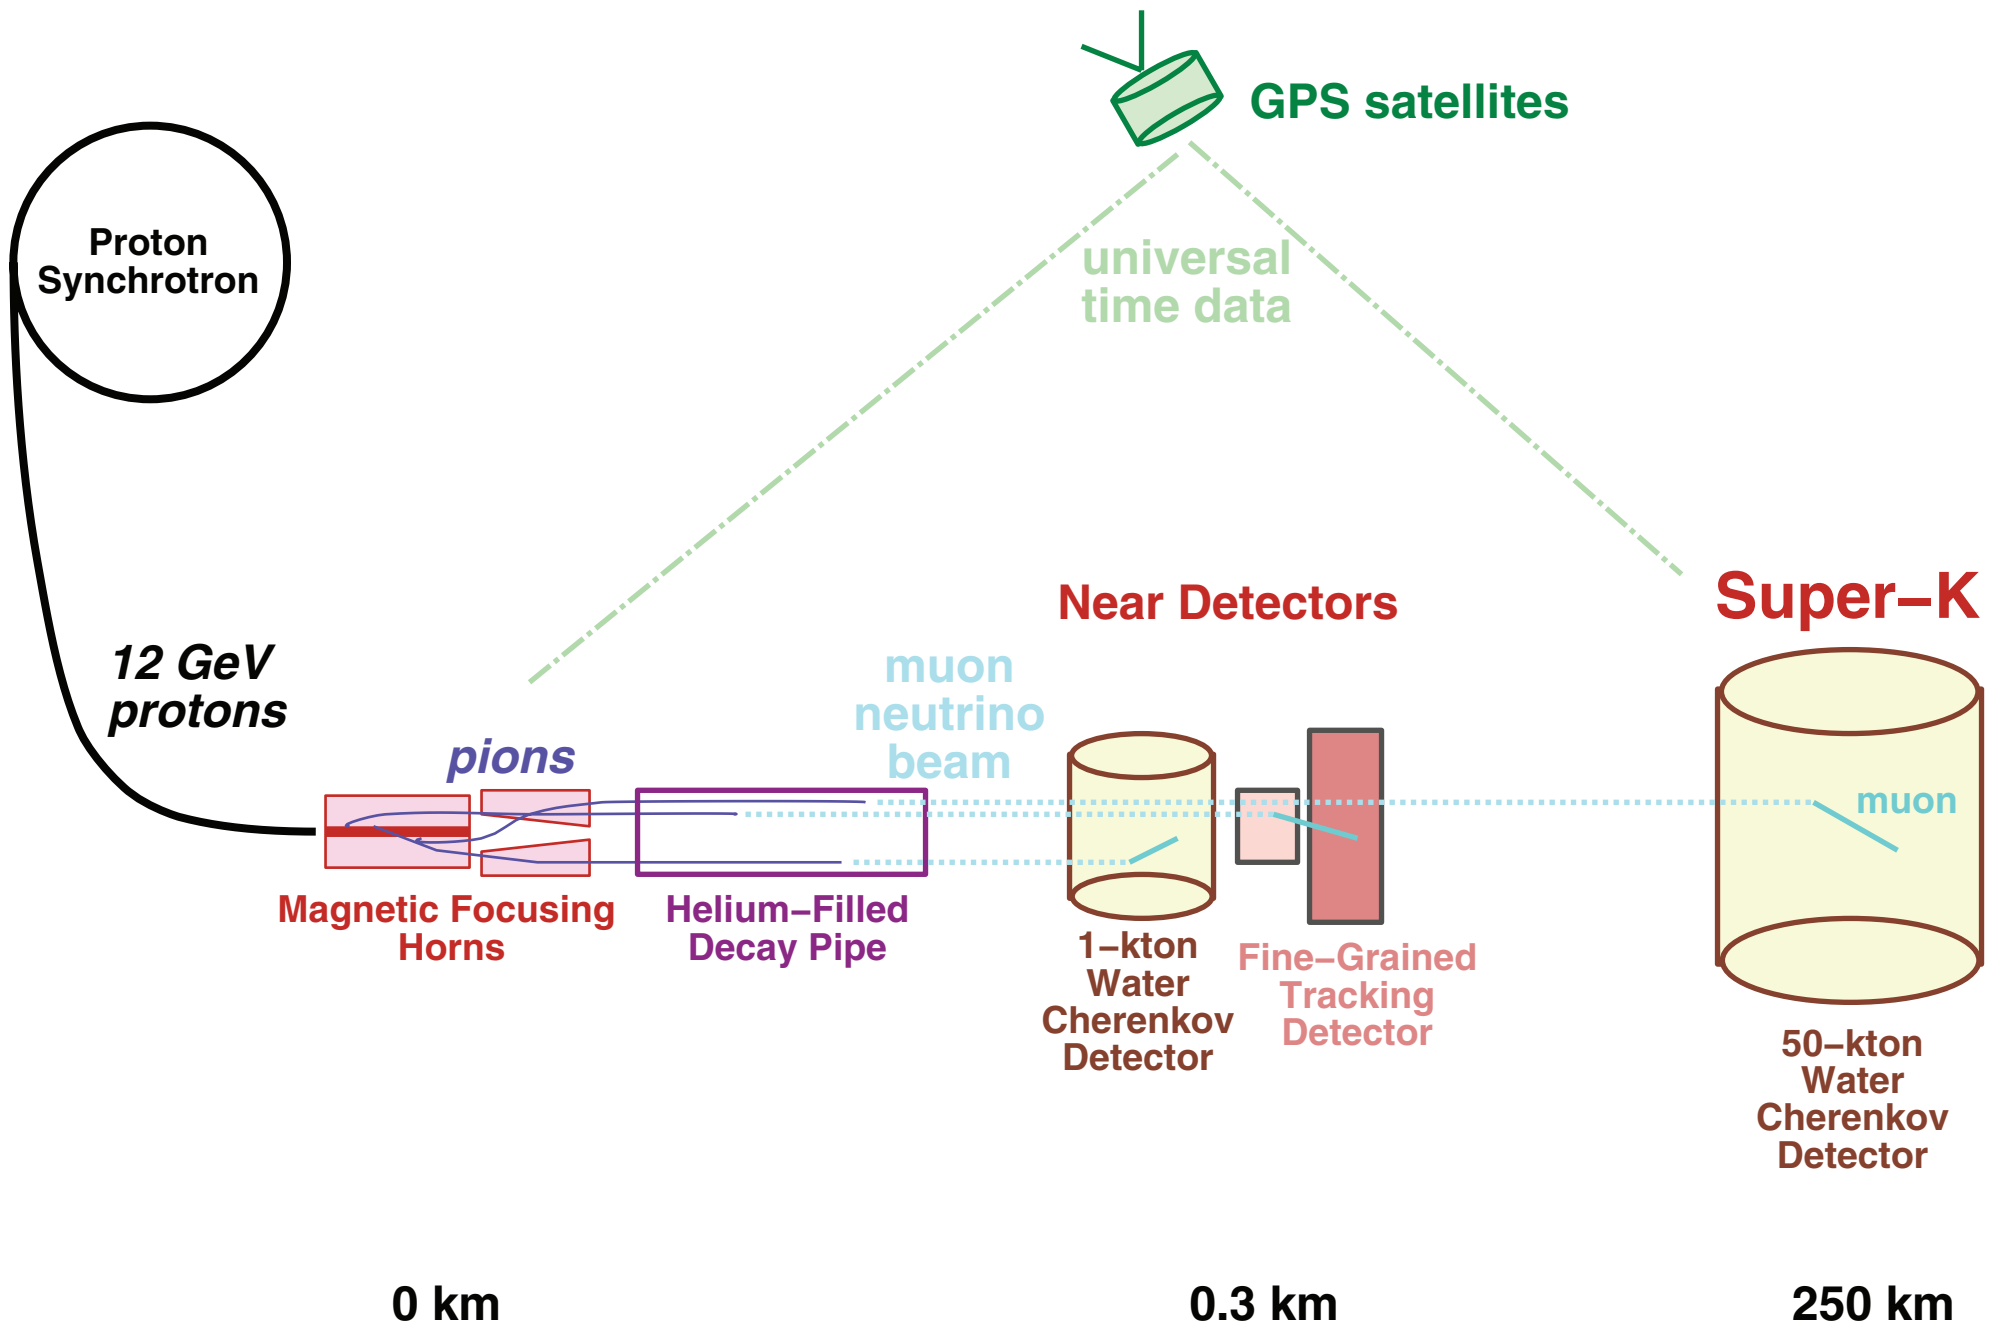 GPS satellites
Proton
Synchrotron
universal
time data
12 GeV
protons
pions
muon
neutrino
beam
Near Detectors
Super–K
muon
Magnetic Focusing
Horns
Helium–Filled
Decay Pipe
1–kton
Water
Cherenkov
Detector
Fine–Grained
Tracking
Detector
50–kton
Water
Cherenkov
Detector
0 km
0.3 km
250 km